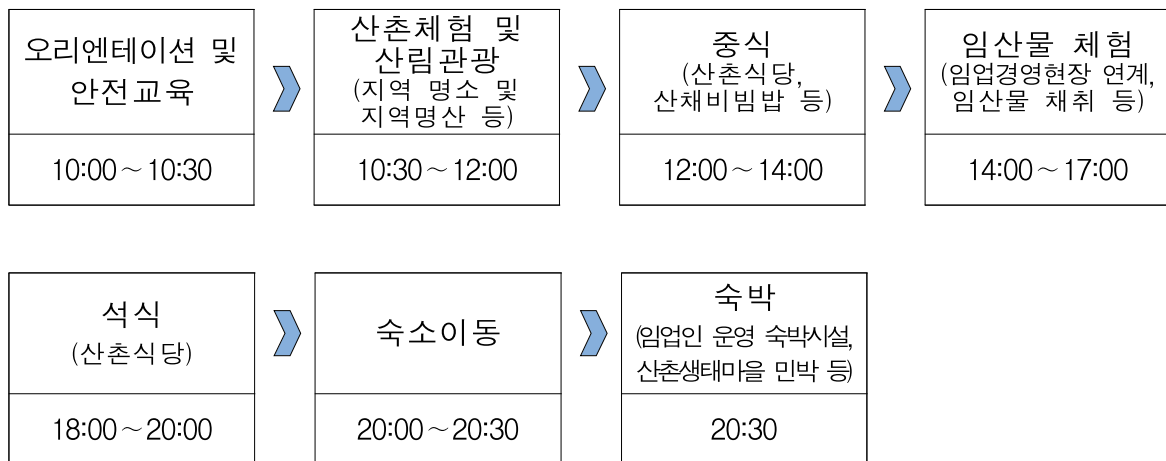 오리엔테이션 및
안전교육
10:00~10:30
산촌체험 및
산림관광
(지역 명소 및
지역명산 등)
10:30~12:00
중식
(산촌식당,
산채비빔밥 등)
12:00~14:00
임산물 체험
(임업경영현장 연계,
임산물 채취 등)
14:00~17:00
석식
(산촌식당)
18:00~20:00
숙소이동
20:00~20:30
숙박
(임업인 운영 숙박시설,
산촌생태마을 민박 등)
20:30